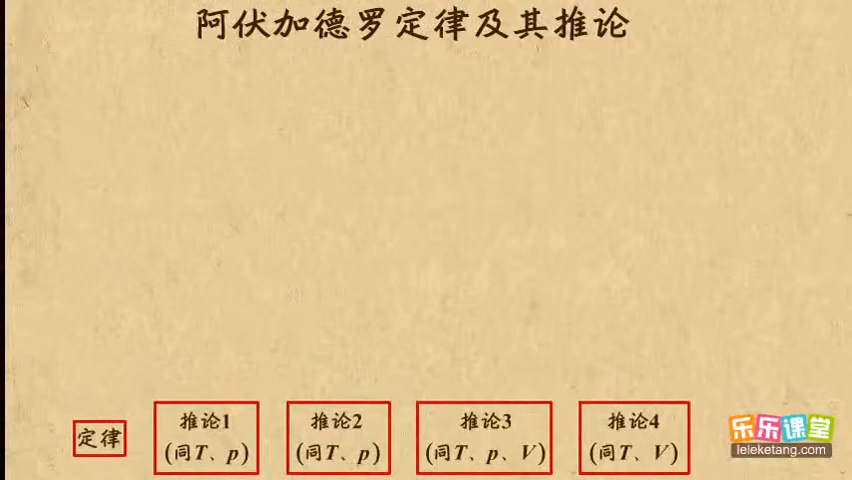 阿伏加德罗定律及其推论
定律
推论1
(同T、p)
推论2
(同T、p)
推论3
(同T、p、V)
推论4
(同T、V)
乐乐课堂
leleketang.com